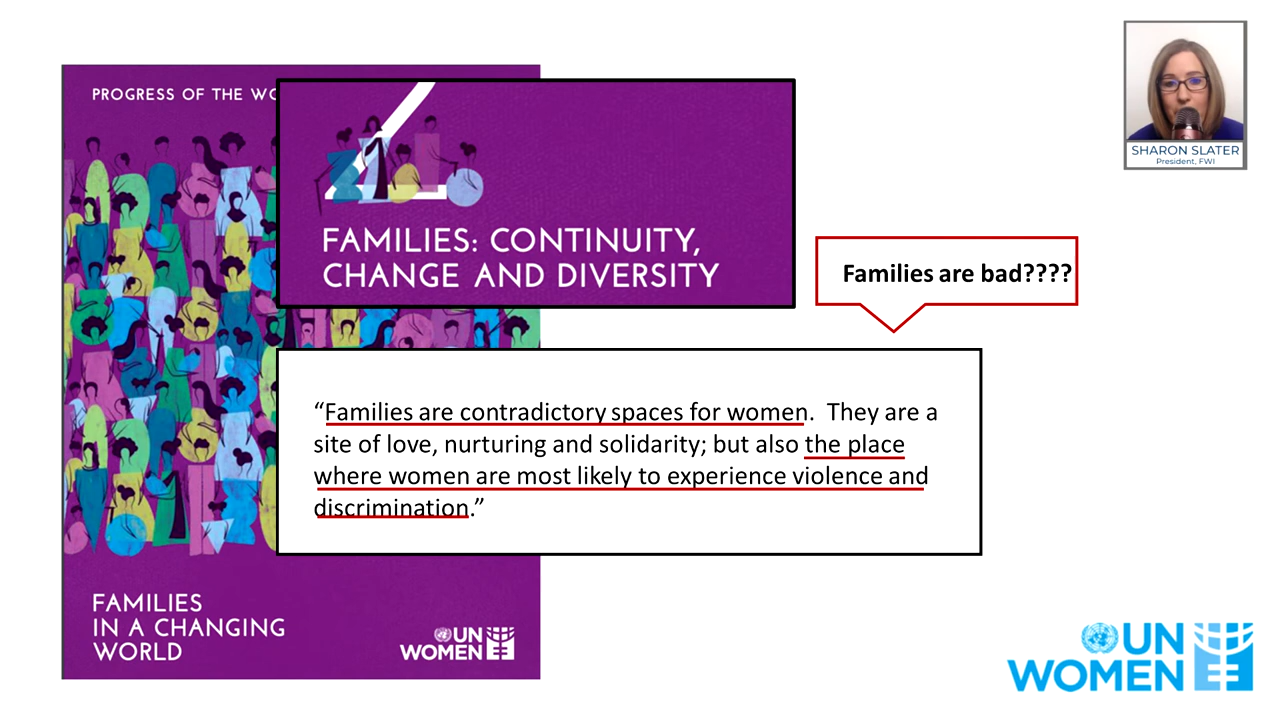 SHARON SLATER
President, FWI
PROGRESS OF THE WO
FAMILIES: CONTINUITY,
CHANGE AND DIVERSITY
Families are bad????
“Families are contradictory spaces for women.  They are a
site of love, nurturing and solidarity; but also the place
where women are most likely to experience violence and
discrimination.”
FAMILIES
IN A CHANGING
WORLD
UN
WOMEN
UN
WOMEN